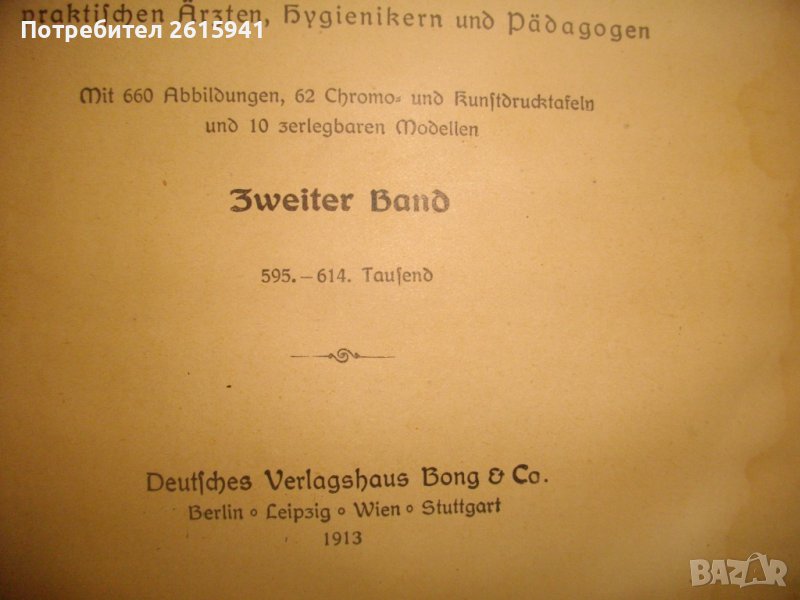 Потребител 2615941
praktiſchen Ärzten, Hygienikern und Pädagogen
Mit 660 Abbildungen, 62 Chromo- und Kunſtdrucktafeln
und 10 zerlegbaren Modellen
Zweiter Band
595.–614. Tauſend
Deutſches Verlagshaus Bong & Co.
Berlin ∘ Leipzig ∘ Wien ∘ Stuttgart
1913
BAZAR